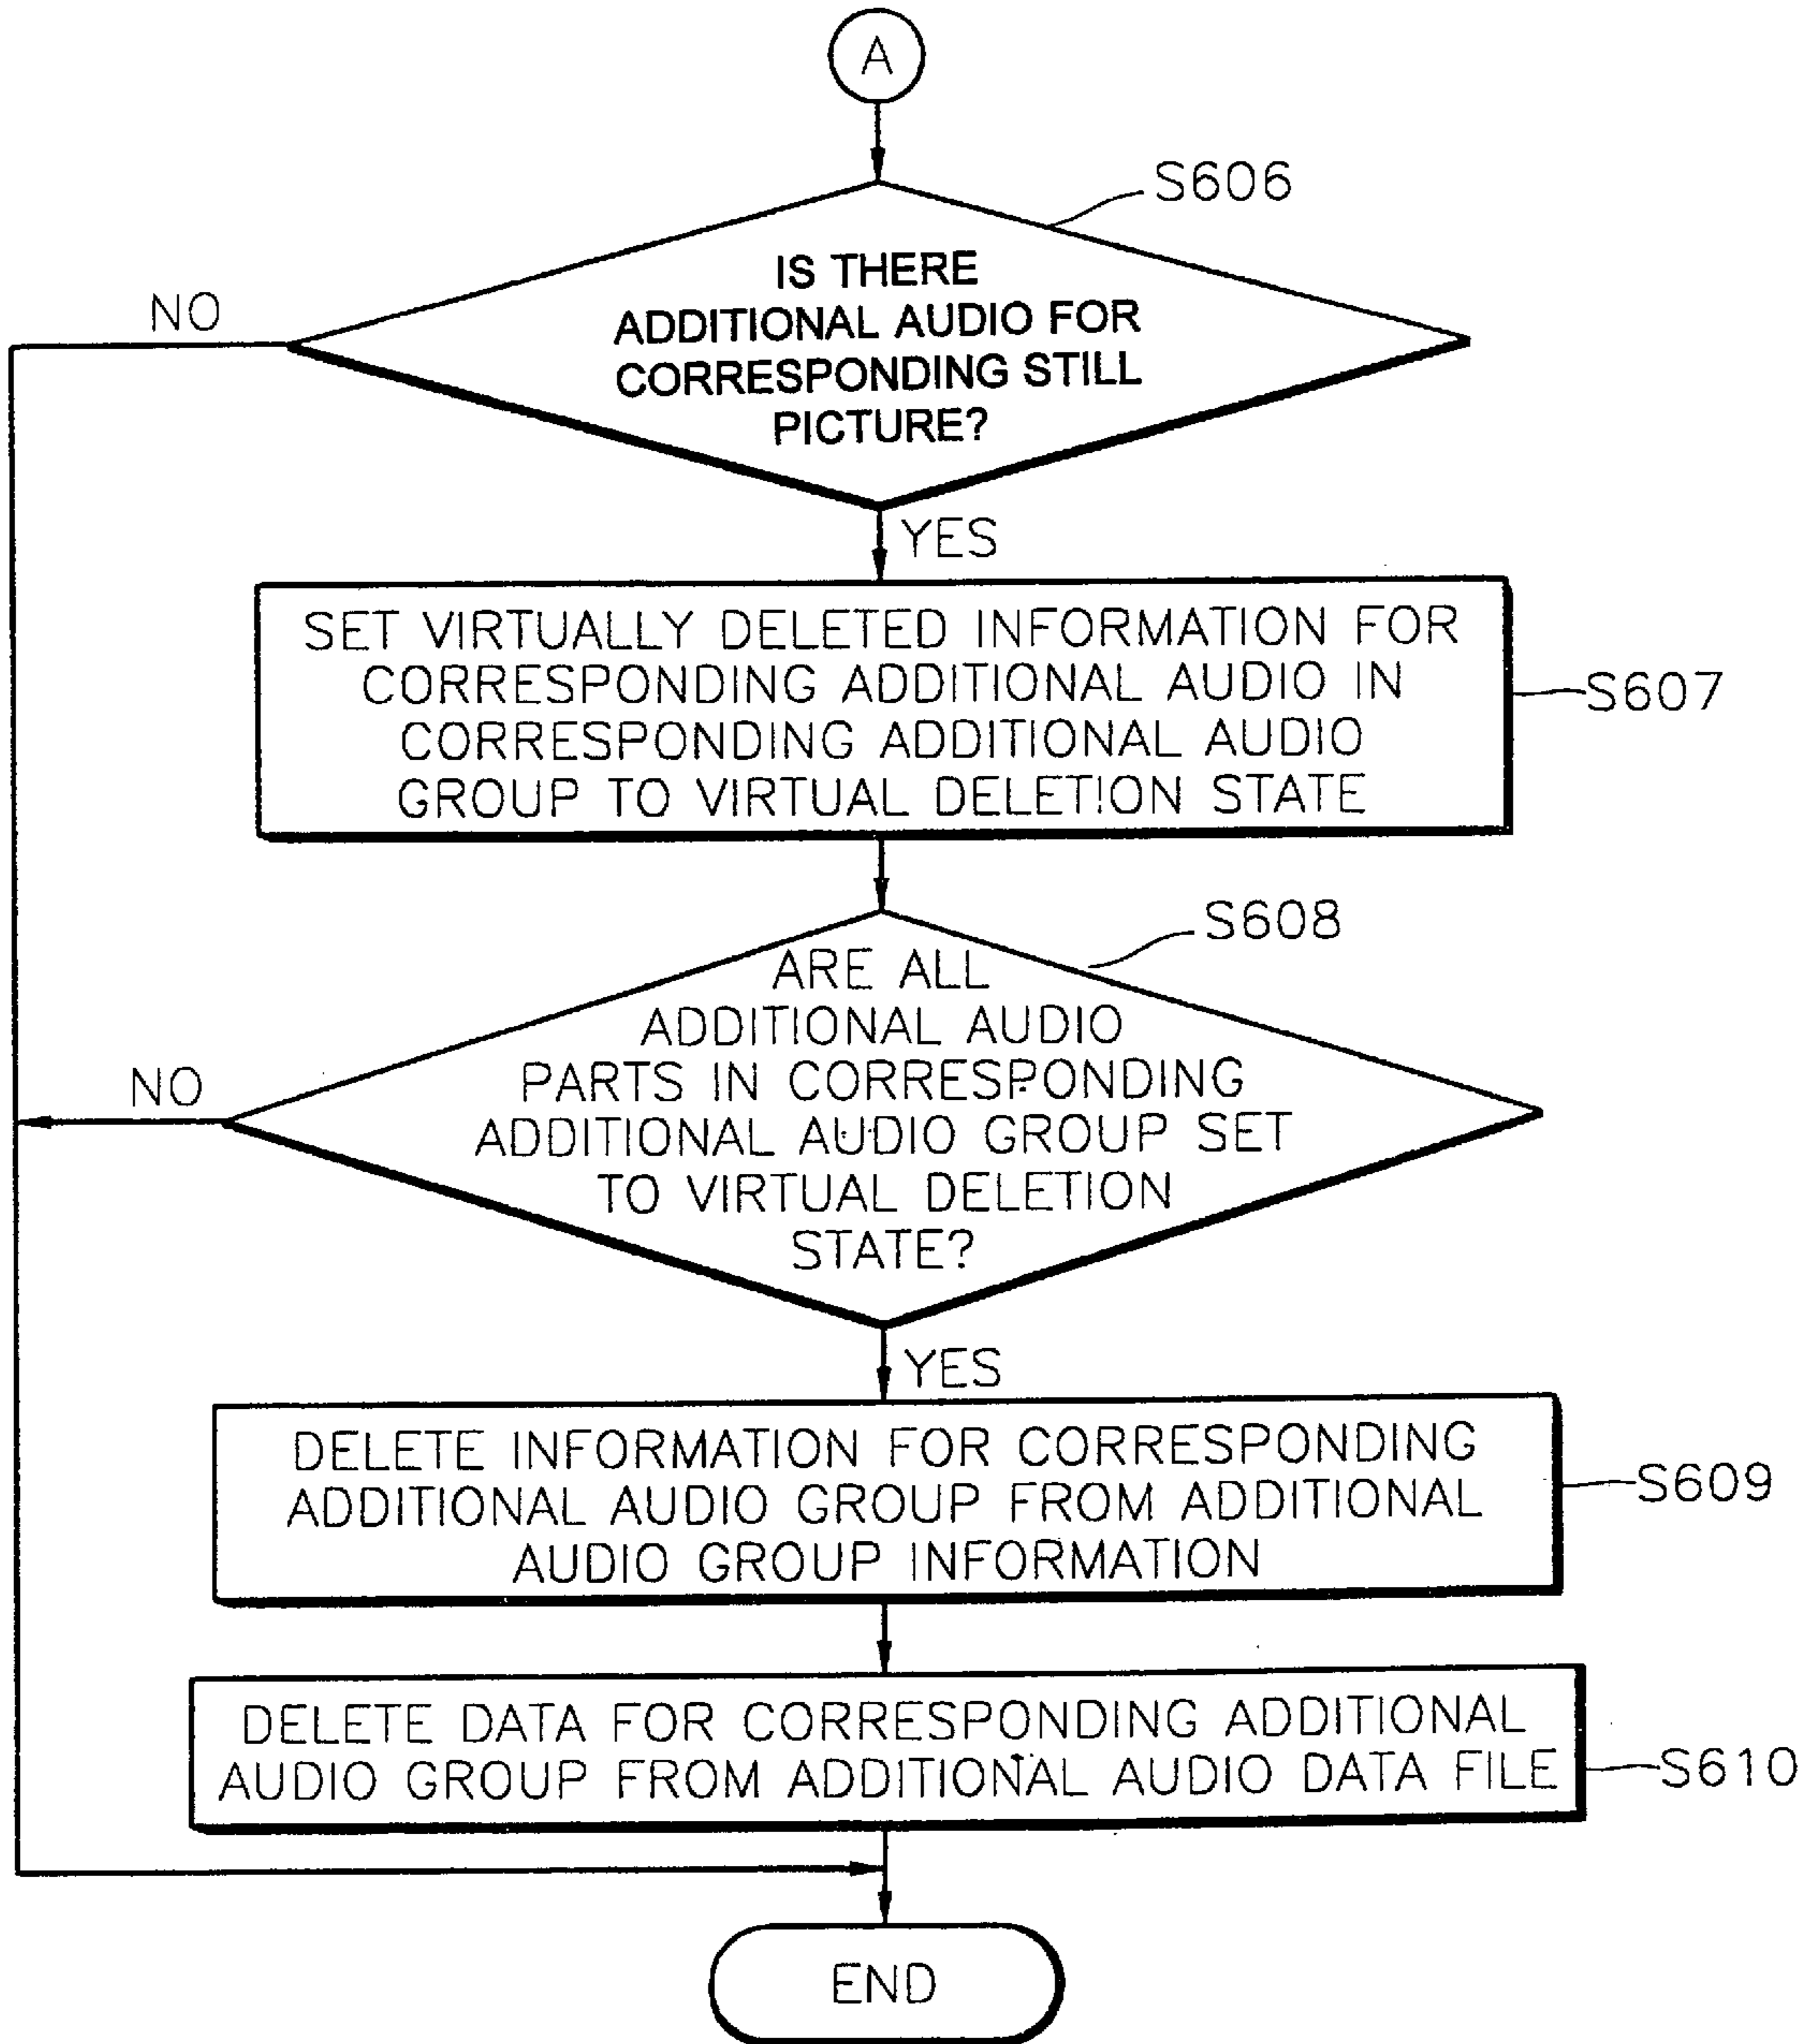 A
S606
IS THERE
ADDITIONAL AUDIO FOR
CORRESPONDING STILL
PICTURE?
NO
YES
SET VIRTUALLY DELETED INFORMATION FOR
CORRESPONDING ADDITIONAL AUDIO IN
CORRESPONDING ADDITIONAL AUDIO
GROUP TO VIRTUAL DELETION STATE
S607
S608
ARE ALL
ADDITIONAL AUDIO
PARTS IN CORRESPONDING
ADDITIONAL AUDIO GROUP SET
TO VIRTUAL DELETION
STATE?
NO
YES
DELETE INFORMATION FOR CORRESPONDING
ADDITIONAL AUDIO GROUP FROM ADDITIONAL
AUDIO GROUP INFORMATION
S609
DELETE DATA FOR CORRESPONDING ADDITIONAL
AUDIO GROUP FROM ADDITIONAL AUDIO DATA FILE
S610
END